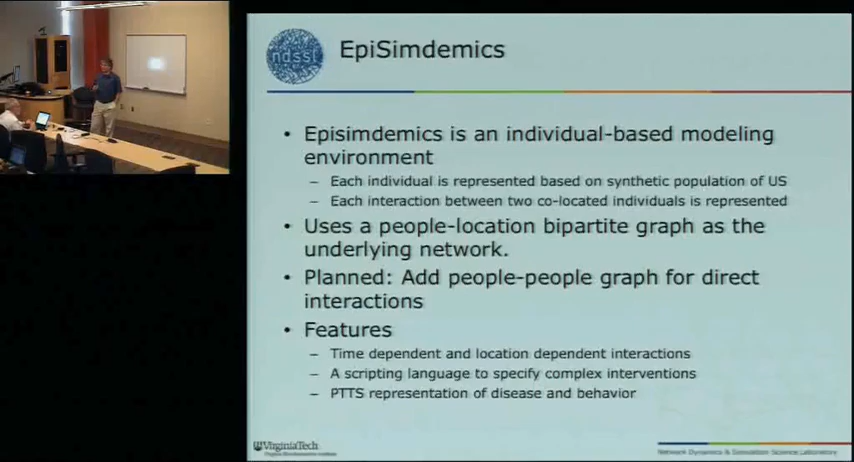 ndssl
EpiSimdemics
• Episimdemics is an individual-based modeling
environment
– Each individual is represented based on synthetic population of US
– Each interaction between two co-located individuals is represented
• Uses a people-location bipartite graph as the
underlying network.
• Planned: Add people-people graph for direct
interactions
• Features
– Time dependent and location dependent interactions
– A scripting language to specify complex interventions
– PTTS representation of disease and behavior
VirginiaTech
Network Dynamics & Simulation Science Laboratory